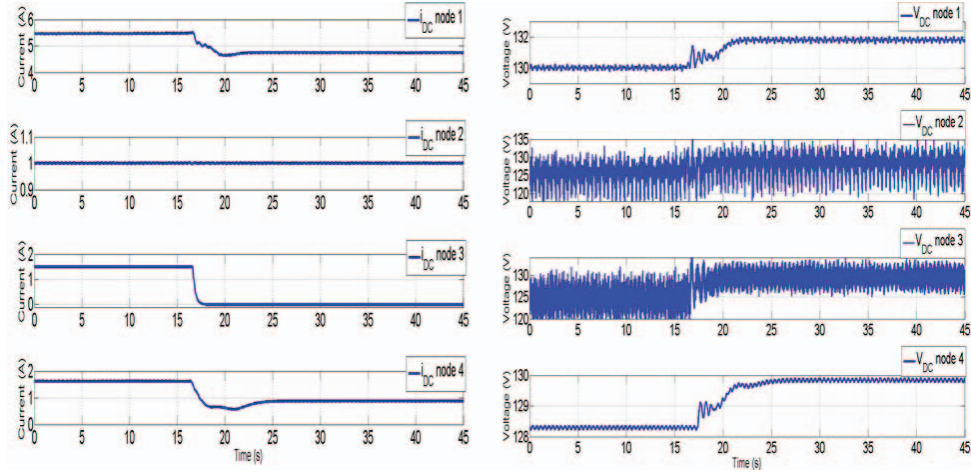 Current (A)
6
5
4
i_DC node 1
0 5 10 15 20 25 30 35 40 45
Voltage (V)
132
130
V_DC node 1
0 5 10 15 20 25 30 35 40 45
Current (A)
1.1
1
0.9
i_DC node 2
0 5 10 15 20 25 30 35 40 45
Voltage (V)
135
130
125
120
V_DC node 2
0 5 10 15 20 25 30 35 40 45
Current (A)
2
1
0
i_DC node 3
0 5 10 15 20 25 30 35 40 45
Voltage (V)
130
125
120
V_DC node 3
0 5 10 15 20 25 30 35 40 45
Current (A)
2
1
0
i_DC node 4
0 5 10 15 20 25 30 35 40 45
Time (s)
Voltage (V)
130
129
128
V_DC node 4
0 5 10 15 20 25 30 35 40 45
Time (s)